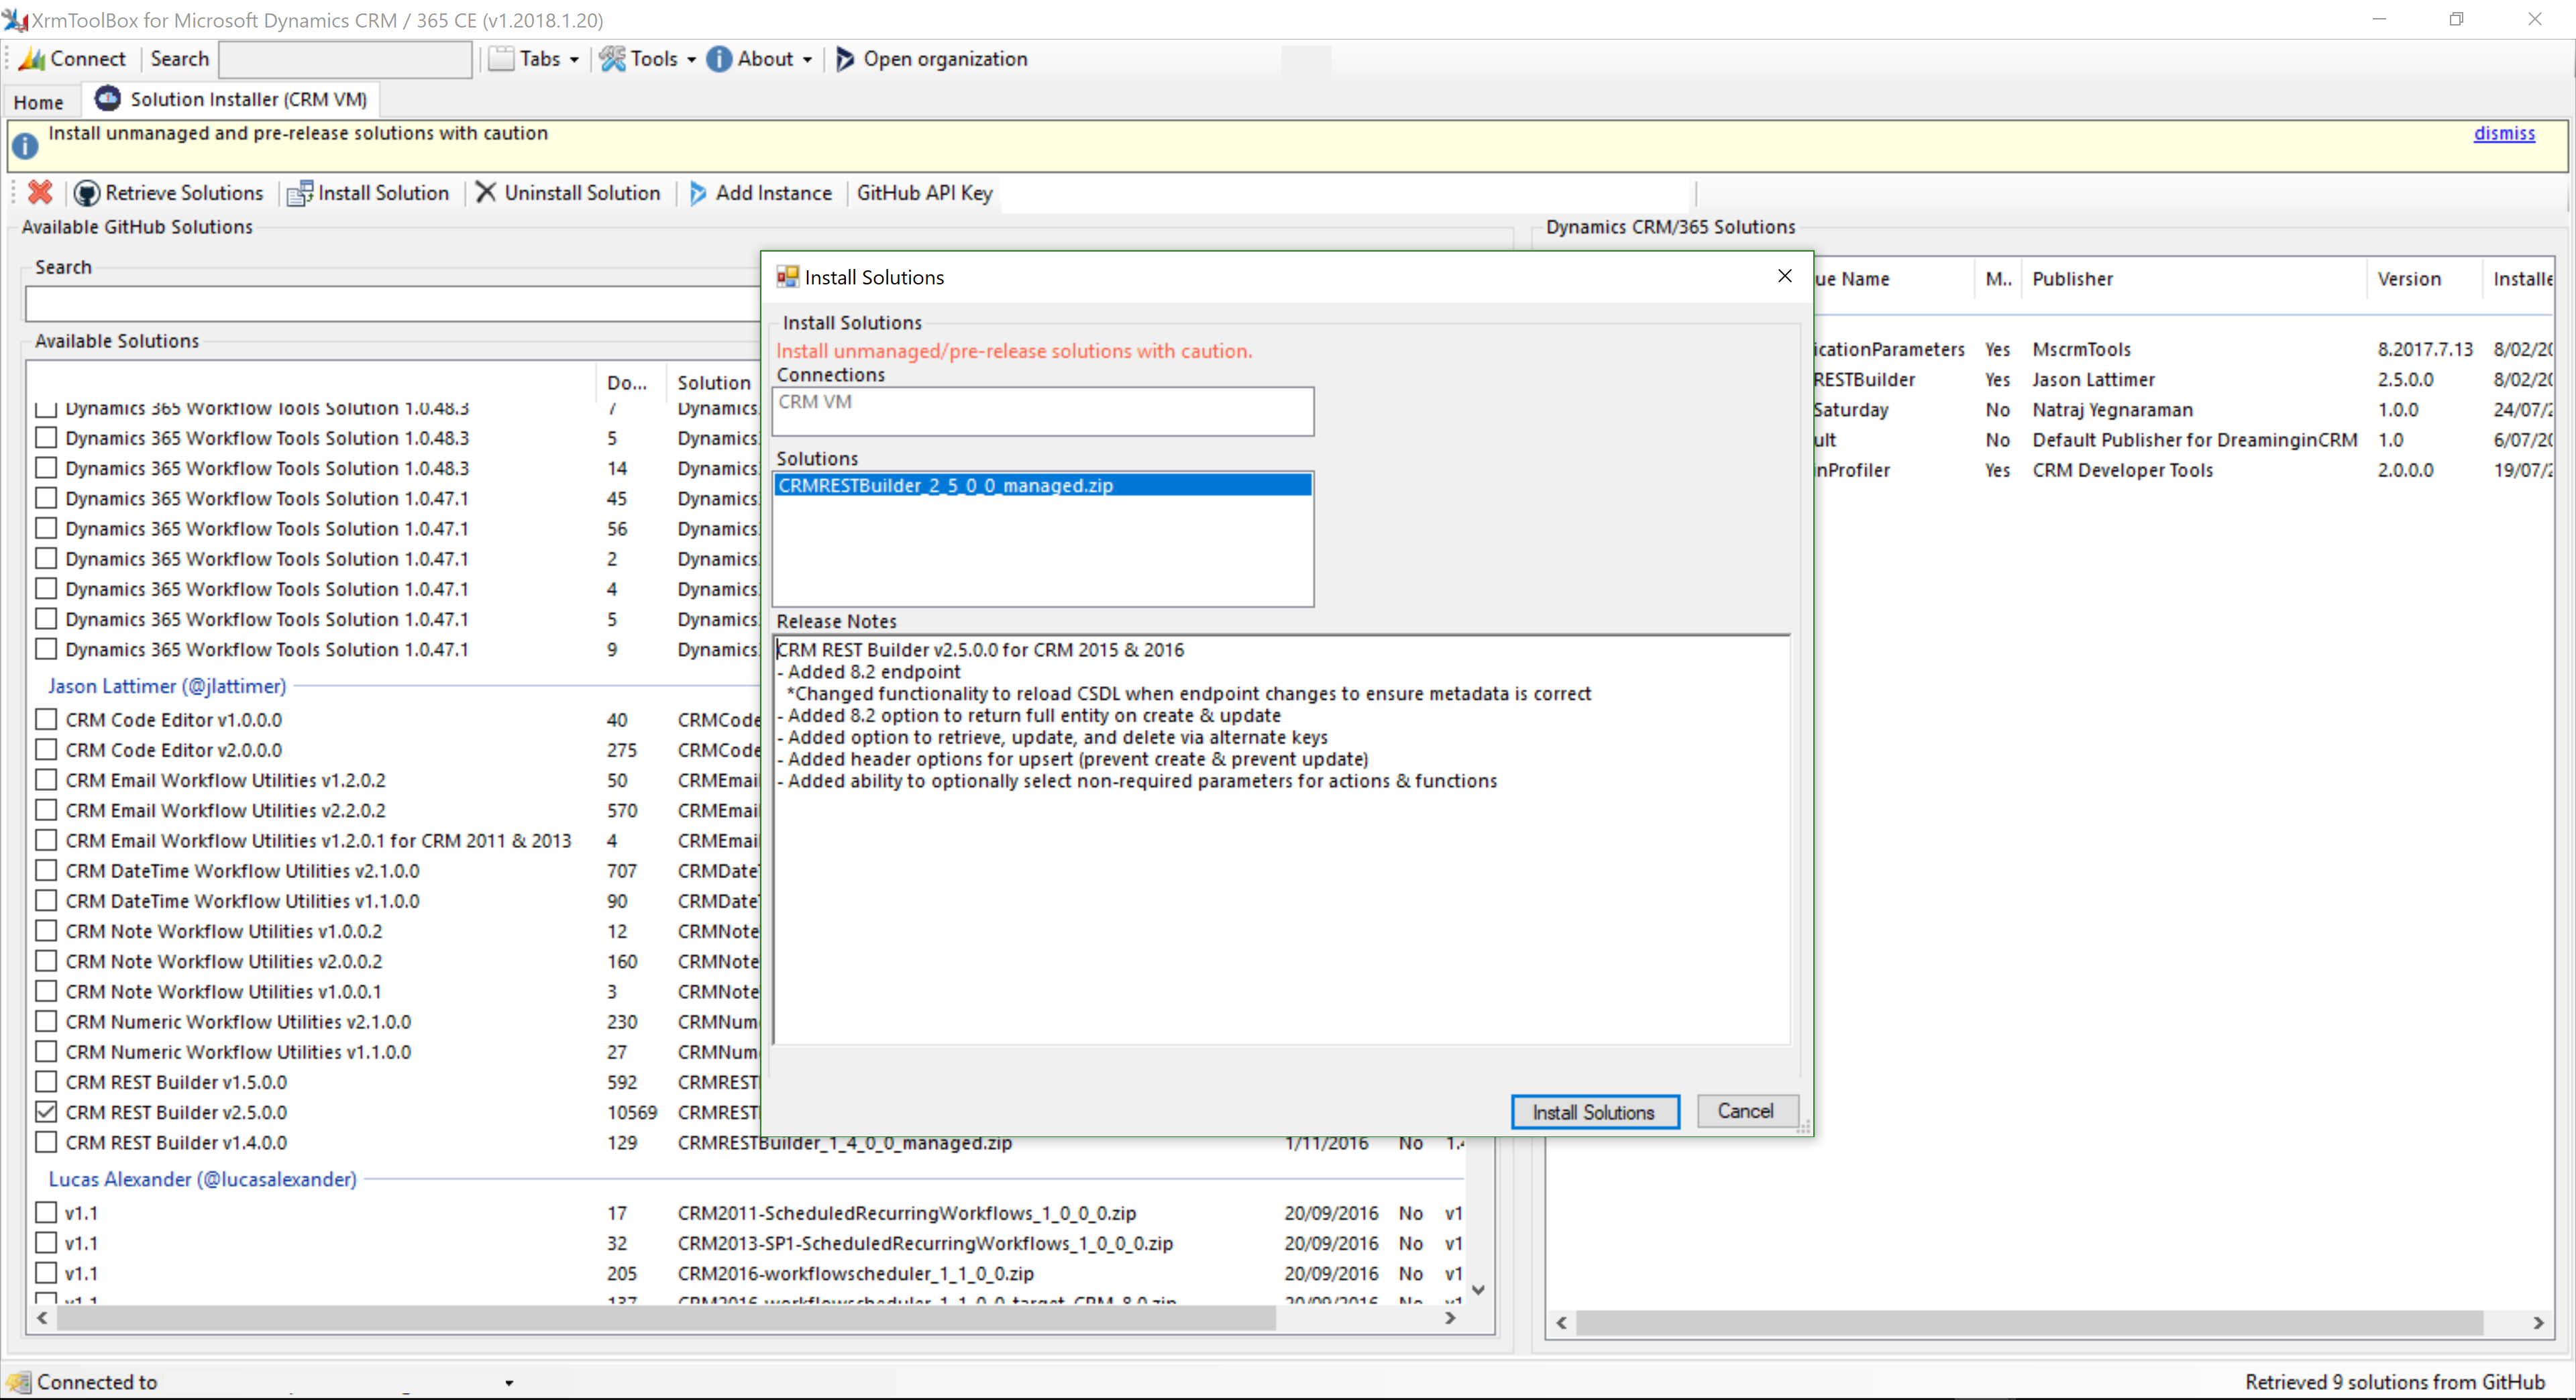 XrmToolBox for Microsoft Dynamics CRM / 365 CE (v1.2018.1.20)
Connect Search Tabs Tools About Open organization
Home Solution Installer (CRM VM)
Install unmanaged and pre-release solutions with caution dismiss
Retrieve Solutions Install Solution Uninstall Solution Add Instance GitHub API Key
Available GitHub Solutions
Search
Available Solutions
Do... Solution
Dynamics 365 Workflow Tools Solution 1.0.48.3 7 Dynamics
Dynamics 365 Workflow Tools Solution 1.0.48.3 5 Dynamics
Dynamics 365 Workflow Tools Solution 1.0.48.3 14 Dynamics
Dynamics 365 Workflow Tools Solution 1.0.47.1 45 Dynamics
Dynamics 365 Workflow Tools Solution 1.0.47.1 56 Dynamics
Dynamics 365 Workflow Tools Solution 1.0.47.1 2 Dynamics
Dynamics 365 Workflow Tools Solution 1.0.47.1 4 Dynamics
Dynamics 365 Workflow Tools Solution 1.0.47.1 5 Dynamics
Dynamics 365 Workflow Tools Solution 1.0.47.1 9 Dynamics
Jason Lattimer (@jlattimer)
CRM Code Editor v1.0.0.0 40 CRMCode
CRM Code Editor v2.0.0.0 275 CRMCode
CRM Email Workflow Utilities v1.2.0.2 50 CRMEmai
CRM Email Workflow Utilities v2.2.0.2 570 CRMEmai
CRM Email Workflow Utilities v1.2.0.1 for CRM 2011 & 2013 4 CRMEmai
CRM DateTime Workflow Utilities v2.1.0.0 707 CRMDate
CRM DateTime Workflow Utilities v1.1.0.0 90 CRMDate
CRM Note Workflow Utilities v1.0.0.2 12 CRMNote
CRM Note Workflow Utilities v2.0.0.2 160 CRMNote
CRM Note Workflow Utilities v1.0.0.1 3 CRMNote
CRM Numeric Workflow Utilities v2.1.0.0 230 CRMNum
CRM Numeric Workflow Utilities v1.1.0.0 27 CRMNum
CRM REST Builder v1.5.0.0 592 CRMREST
CRM REST Builder v2.5.0.0 10569 CRMREST
CRM REST Builder v1.4.0.0 129 CRMRESTBuilder_1_4_0_0_managed.zip 1/11/2016 No 1.4
Lucas Alexander (@lucasalexander)
v1.1 17 CRM2011-ScheduledRecurringWorkflows_1_0_0_0.zip 20/09/2016 No v1
v1.1 32 CRM2013-SP1-ScheduledRecurringWorkflows_1_0_0_0.zip 20/09/2016 No v1
v1.1 205 CRM2016-workflowscheduler_1_1_0_0.zip 20/09/2016 No v1
v1.1 137 CRM2016-workflowscheduler_1_1_0_0_target_CRM_8.0.zip 20/09/2016 No v1
Install Solutions
Install Solutions
Install unmanaged/pre-release solutions with caution.
Connections
CRM VM
Solutions
CRMRESTBuilder_2_5_0_0_managed.zip
Release Notes
CRM REST Builder v2.5.0.0 for CRM 2015 & 2016
- Added 8.2 endpoint
*Changed functionality to reload CSDL when endpoint changes to ensure metadata is correct
- Added 8.2 option to return full entity on create & update
- Added option to retrieve, update, and delete via alternate keys
- Added header options for upsert (prevent create & prevent update)
- Added ability to optionally select non-required parameters for actions & functions
Install Solutions Cancel
Dynamics CRM/365 Solutions
ue Name M.. Publisher Version Installe
icationParameters Yes MscrmTools 8.2017.7.13 8/02/20
RESTBuilder Yes Jason Lattimer 2.5.0.0 8/02/20
Saturday No Natraj Yegnaraman 1.0.0 24/07/2
ult No Default Publisher for DreaminginCRM 1.0 6/07/20
inProfiler Yes CRM Developer Tools 2.0.0.0 19/07/2
Connected to
Retrieved 9 solutions from GitHub